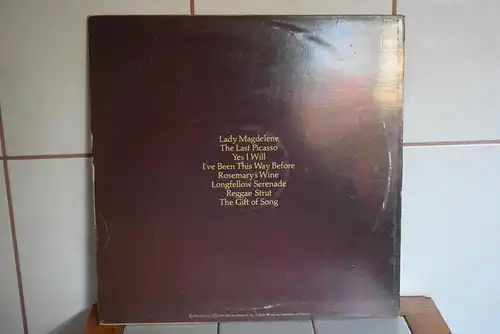 Lady Magdelene
The Last Picasso
Yes I Will
I've Been This Way Before
Rosemary's Wine
Longfellow Serenade
Reggae Strut
The Gift of Song